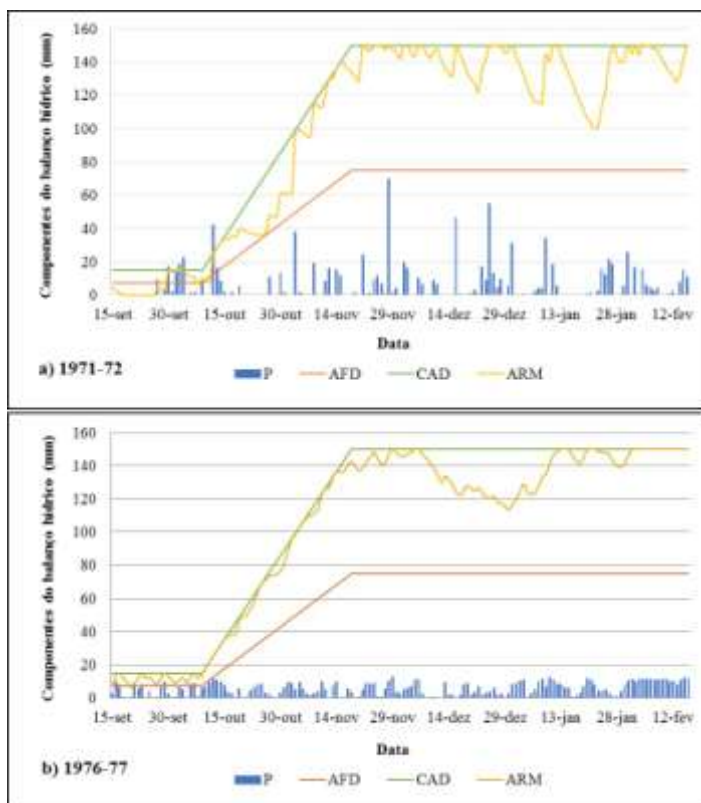 Componentes do balanço hídrico (mm)
160
140
120
100
80
60
40
20
0
15-set 30-set 15-out 30-out 14-nov 29-nov 14-dez 29-dez 13-jan 28-jan 12-fev
Data
a) 1971-72
P AFD CAD ARM
Componentes do balanço hídrico (mm)
160
140
120
100
80
60
40
20
0
15-set 30-set 15-out 30-out 14-nov 29-nov 14-dez 29-dez 13-jan 28-jan 12-fev
Data
b) 1976-77
P AFD CAD ARM